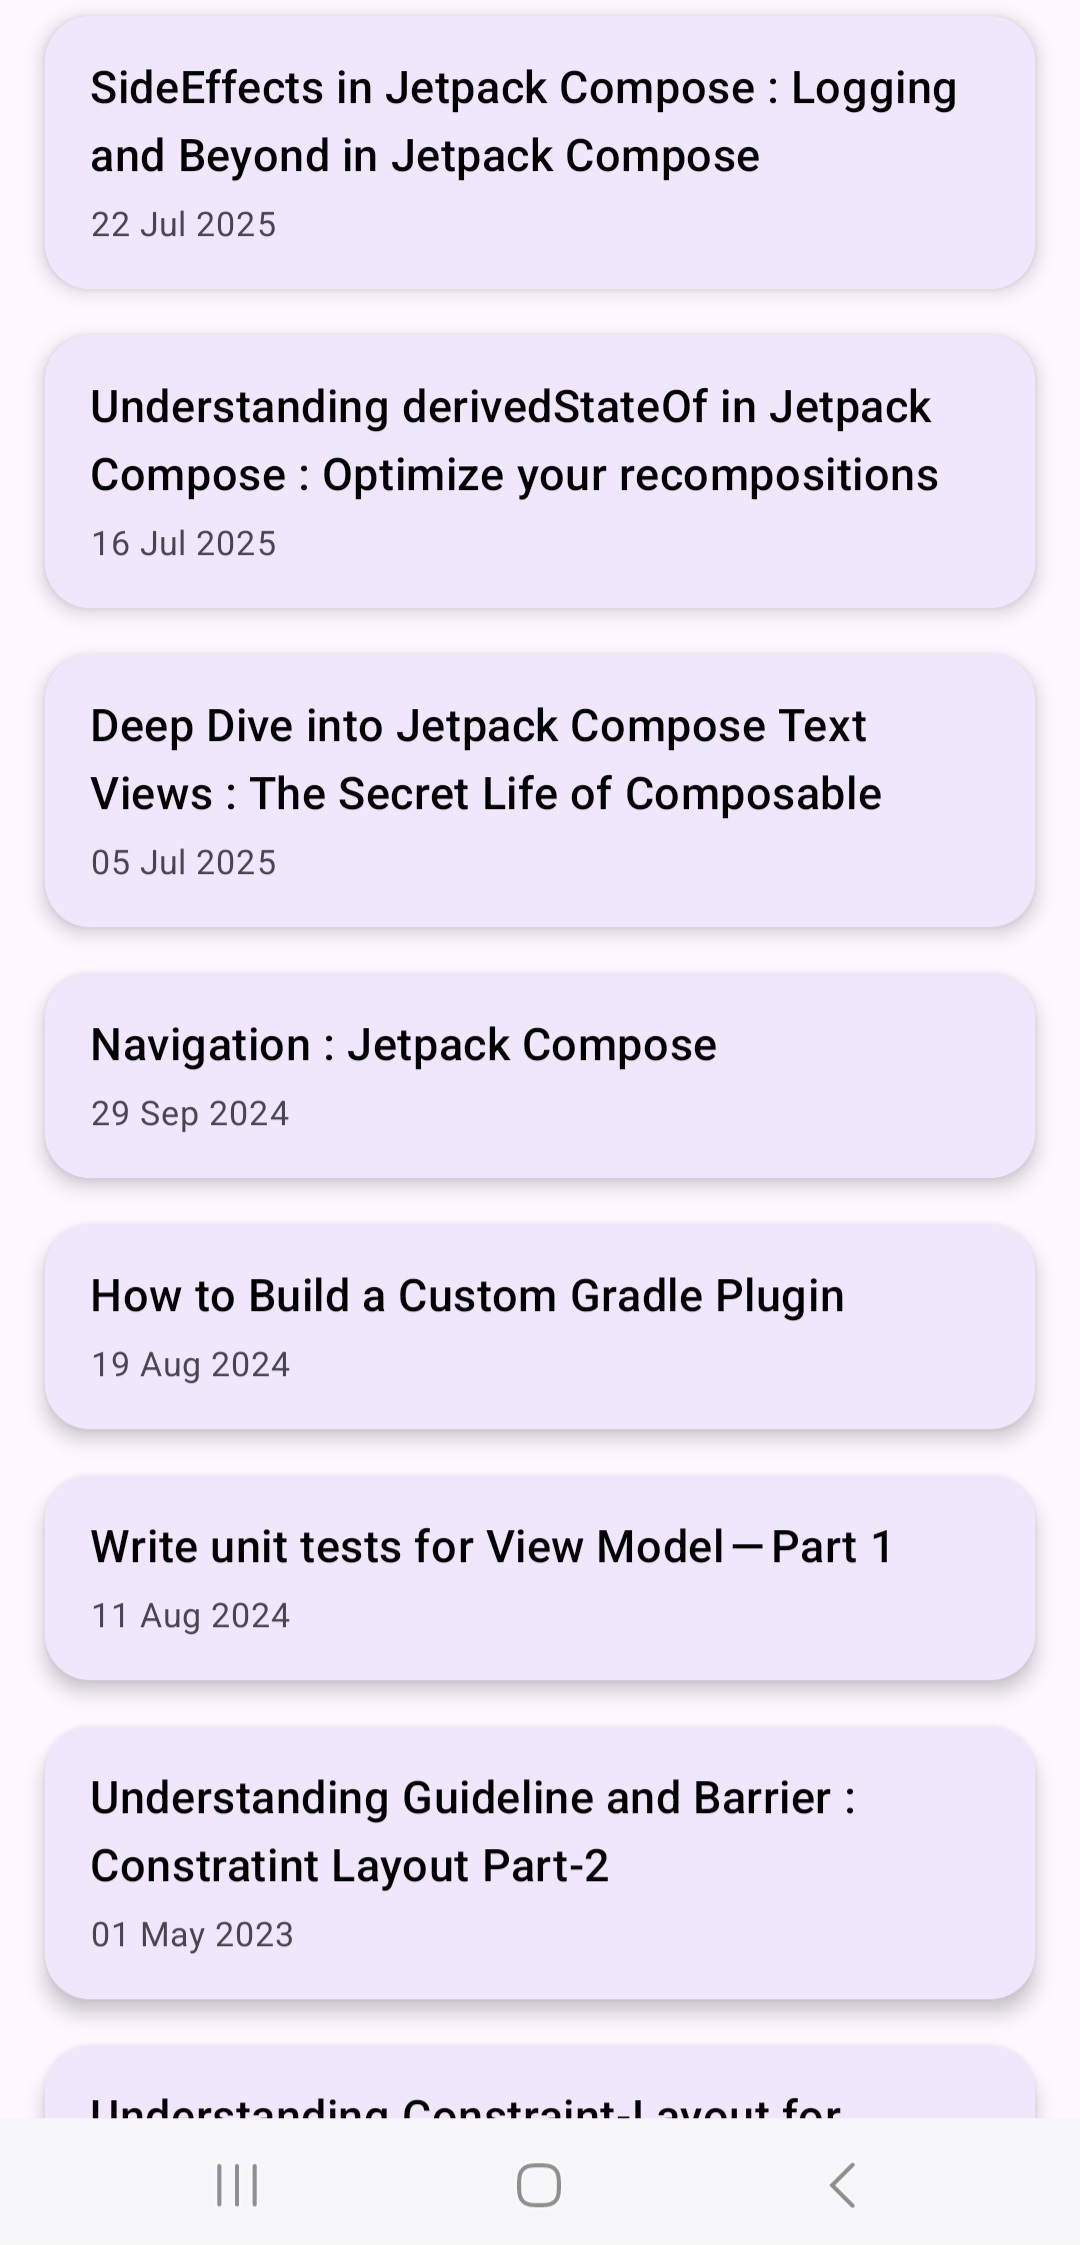 SideEffects in Jetpack Compose : Logging
and Beyond in Jetpack Compose
22 Jul 2025
Understanding derivedStateOf in Jetpack
Compose : Optimize your recompositions
16 Jul 2025
Deep Dive into Jetpack Compose Text
Views : The Secret Life of Composable
05 Jul 2025
Navigation : Jetpack Compose
29 Sep 2024
How to Build a Custom Gradle Plugin
19 Aug 2024
Write unit tests for View Model — Part 1
11 Aug 2024
Understanding Guideline and Barrier :
Constratint Layout Part-2
01 May 2023
Understanding Constraint-Layout for